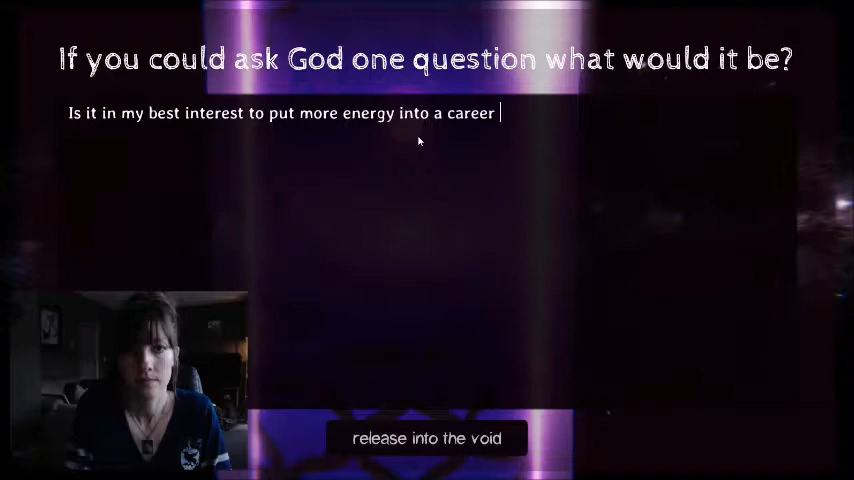 If you could ask God one question what would it be?
Is it in my best interest to put more energy into a career
release into the void